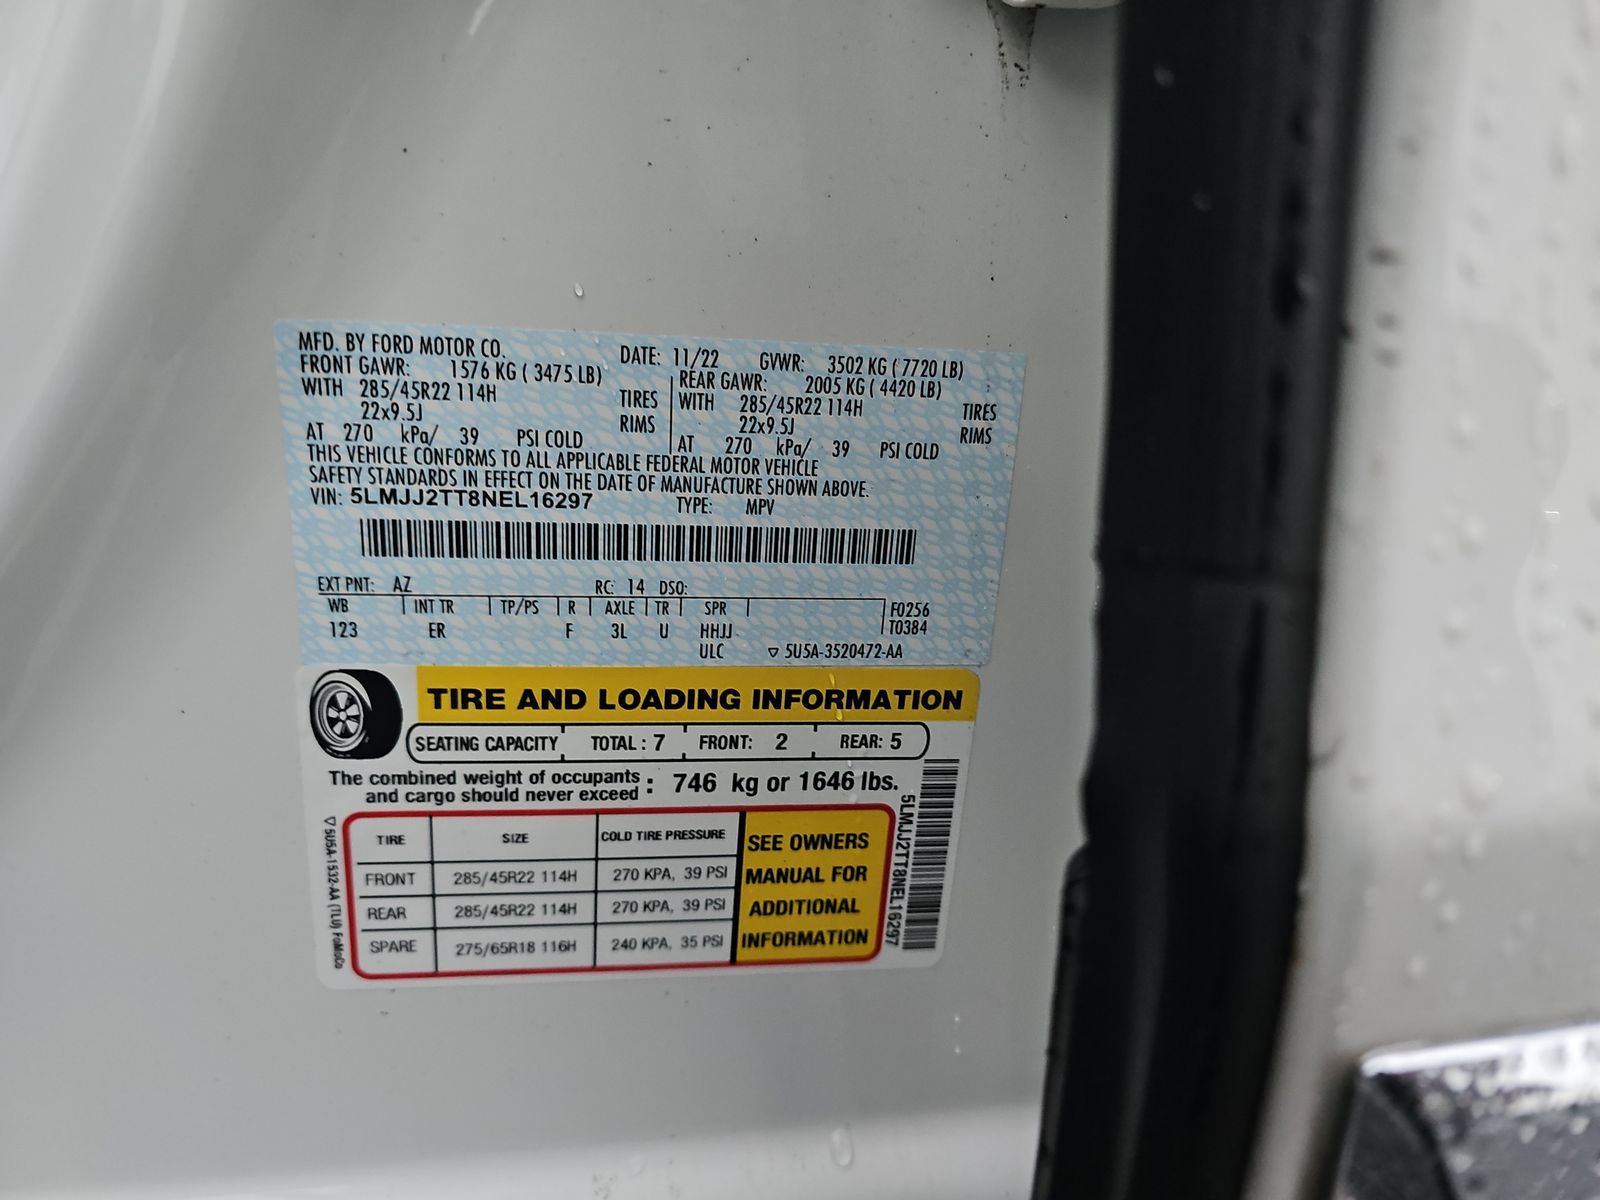 MFD. BY FORD MOTOR CO. DATE: 11/22 GVWR: 3502 KG ( 7720 LB)
FRONT GAWR: 1576 KG ( 3475 LB) REAR GAWR: 2005 KG ( 4420 LB)
WITH 285/45R22 114H TIRES WITH 285/45R22 114H TIRES
22x9.5J RIMS 22x9.5J RIMS
AT 270 kPa/ 39 PSI COLD AT 270 kPa/ 39 PSI COLD
THIS VEHICLE CONFORMS TO ALL APPLICABLE FEDERAL MOTOR VEHICLE
SAFETY STANDARDS IN EFFECT ON THE DATE OF MANUFACTURE SHOWN ABOVE.
VIN: 5LMJJ2TT8NEL16297 TYPE: MPV
EXT PNT: AZ RC: 14 DSO:
WB INT TR TP/PS R AXLE TR SPR F0256
123 ER F 3L U HHJJ T0384
ULC ▽ 5U5A-3520472-AA
TIRE AND LOADING INFORMATION
SEATING CAPACITY TOTAL : 7 FRONT: 2 REAR: 5
The combined weight of occupants
and cargo should never exceed : 746 kg or 1646 lbs.
TIRE SIZE COLD TIRE PRESSURE
FRONT 285/45R22 114H 270 KPA, 39 PSI
REAR 285/45R22 114H 270 KPA, 39 PSI
SPARE 275/65R18 116H 240 KPA, 35 PSI
SEE OWNERS
MANUAL FOR
ADDITIONAL
INFORMATION
▽ 5U5A-1532-AA (TLU) FoMoCo
5LMJJ2TT8NEL16297